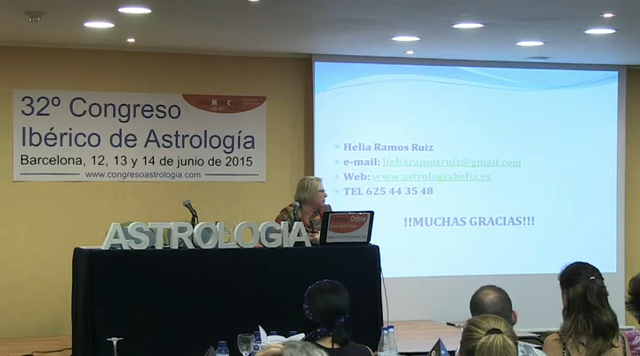 32º Congreso
Ibérico de Astrología
Barcelona, 12, 13 y 14 de junio de 2015
www.congresoastrologia.com
Helia Ramos Ruiz
e-mail: heliaramosruiz@gmail.com
Web: www.astrologiahelia.es
TEL 625 44 35 48
!!MUCHAS GRACIAS!!!
ASTROLOGIA